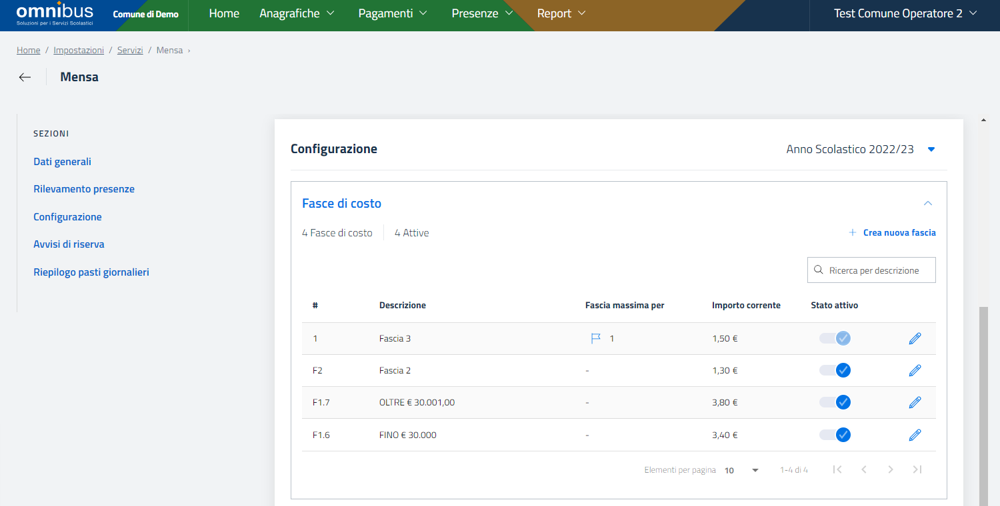 omnibus
Soluzioni per i Servizi Scolastici
Comune di Demo
Home Anagrafiche Pagamenti Presenze Report Test Comune Operatore 2
Home / Impostazioni / Servizi / Mensa ›
Mensa
SEZIONI
Dati generali
Rilevamento presenze
Configurazione
Avvisi di riserva
Riepilogo pasti giornalieri
Configurazione Anno Scolastico 2022/23
Fasce di costo
4 Fasce di costo 4 Attive + Crea nuova fascia
Ricerca per descrizione
# Descrizione Fascia massima per Importo corrente Stato attivo
1 Fascia 3 1 1,50 €
F2 Fascia 2 - 1,30 €
F1.7 OLTRE € 30.001,00 - 3,80 €
F1.6 FINO € 30.000 - 3,40 €
Elementi per pagina 10 1-4 di 4